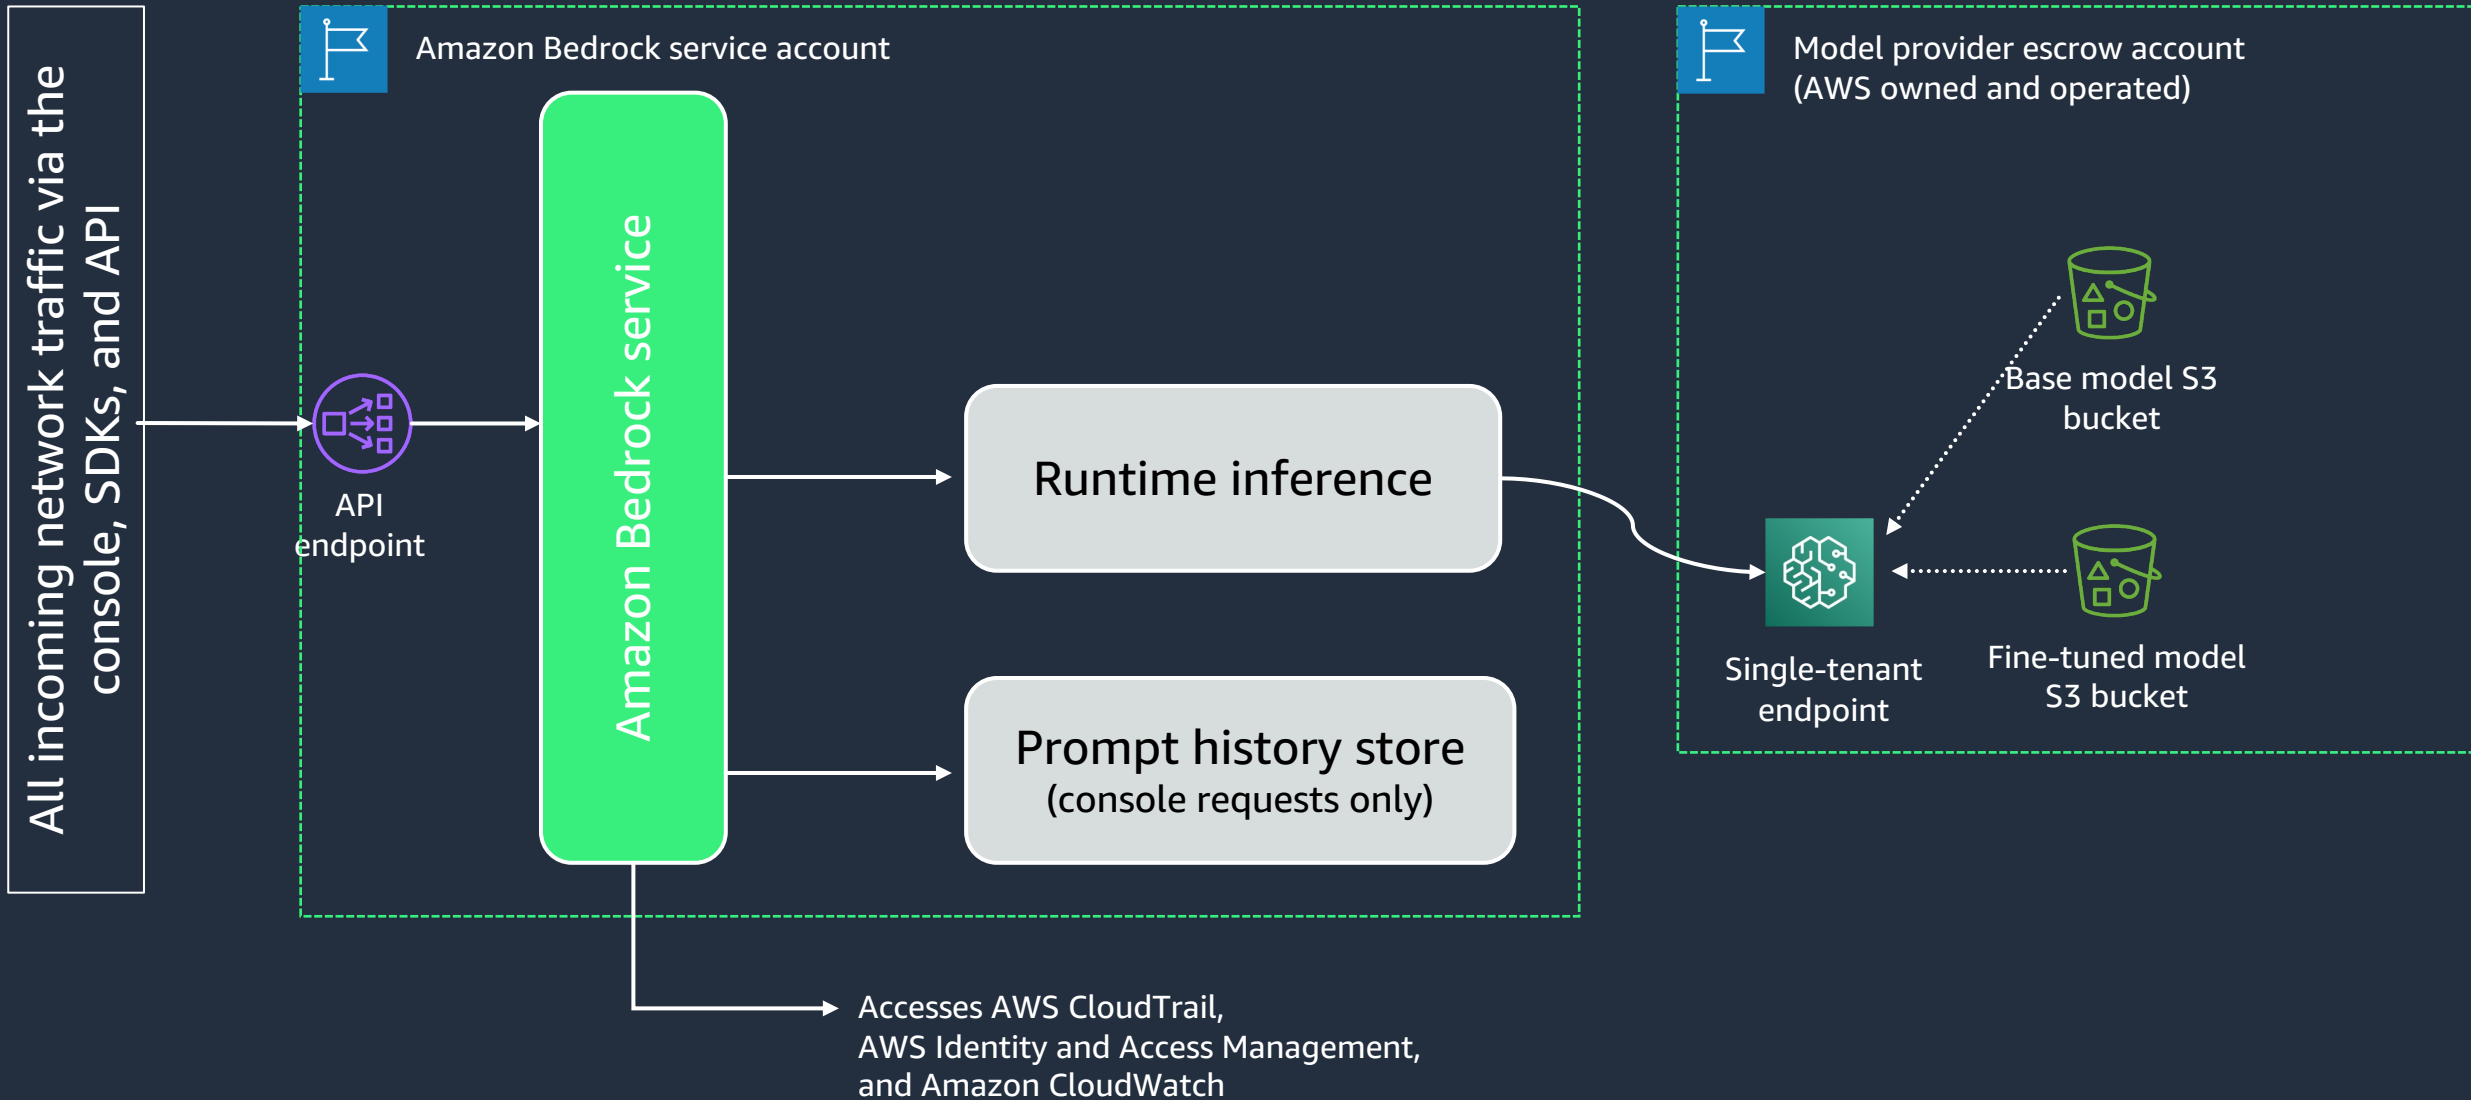 All incoming network traffic via the
console, SDKs, and API
Amazon Bedrock service account
API
endpoint
Amazon Bedrock service
Runtime inference
Prompt history store
(console requests only)
Accesses AWS CloudTrail,
AWS Identity and Access Management,
and Amazon CloudWatch
Model provider escrow account
(AWS owned and operated)
Base model S3
bucket
Single-tenant
endpoint
Fine-tuned model
S3 bucket